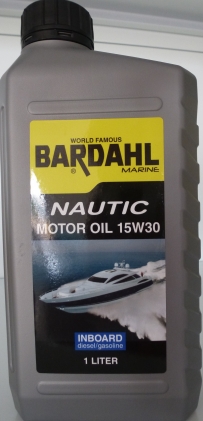 WORLD FAMOUS
BARDAHL
®
MARINE
NAUTIC
MOTOR OIL 15W30
INBOARD
diesel/gasoline
1 LITER